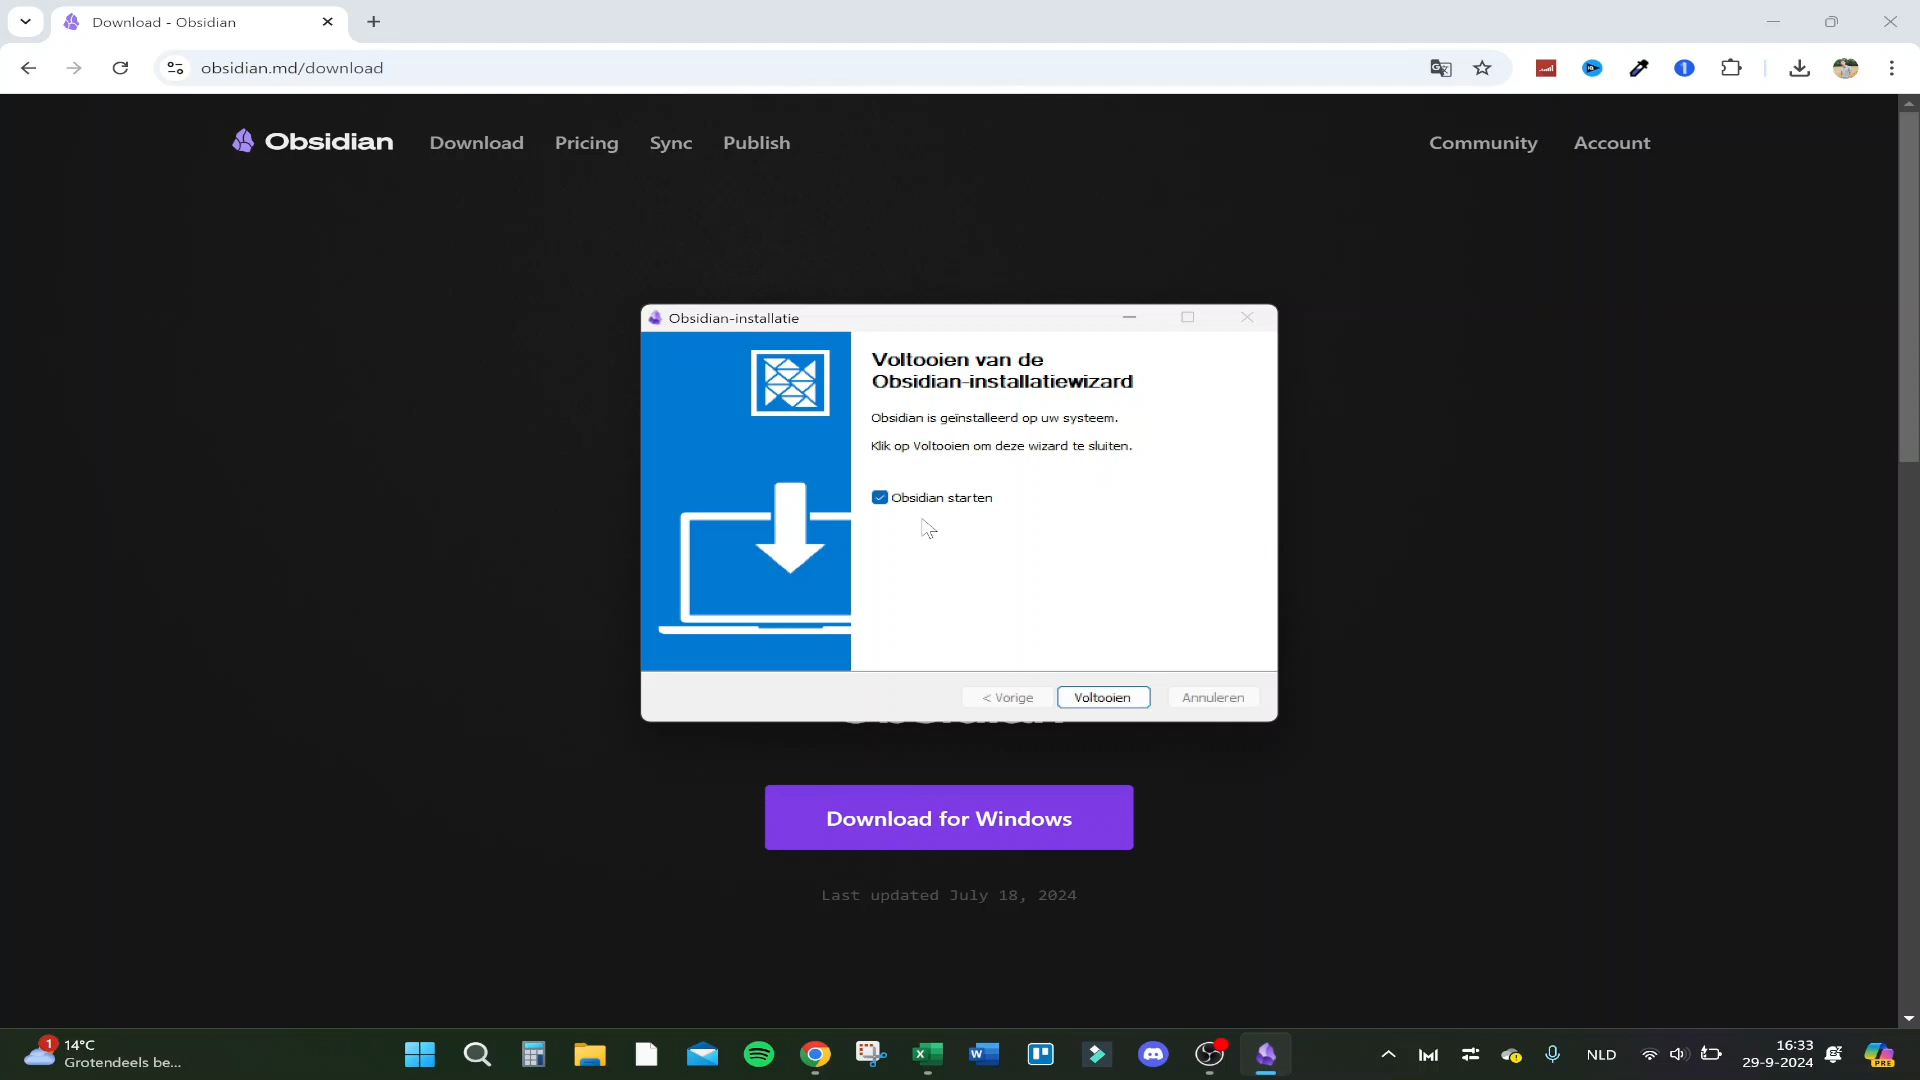 Download - Obsidian
obsidian.md/download
Obsidian
Download
Pricing
Sync
Publish
Community
Account
Obsidian-installatie
Voltooien van de
Obsidian-installatiewizard
Obsidian is geïnstalleerd op uw systeem.
Klik op Voltooien om deze wizard te sluiten.
Obsidian starten
< Vorige
Voltooien
Annuleren
Download for Windows
Last updated July 18, 2024
1
14°C
Grotendeels be...
NLD
16:33
29-9-2024
PRE